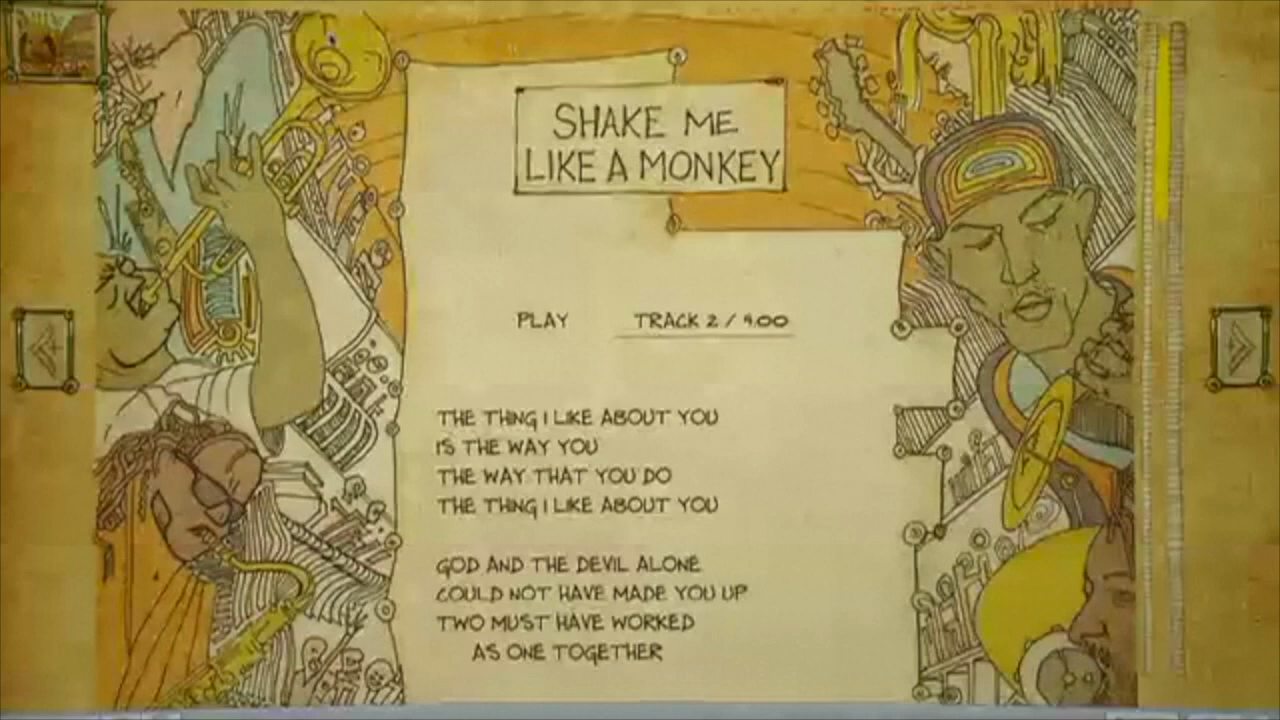 SHAKE ME
LIKE A MONKEY
PLAY TRACK 2 / 4.00
THE THING I LIKE ABOUT YOU
IS THE WAY YOU
THE WAY THAT YOU DO
THE THING I LIKE ABOUT YOU
GOD AND THE DEVIL ALONE
COULD NOT HAVE MADE YOU UP
TWO MUST HAVE WORKED
AS ONE TOGETHER